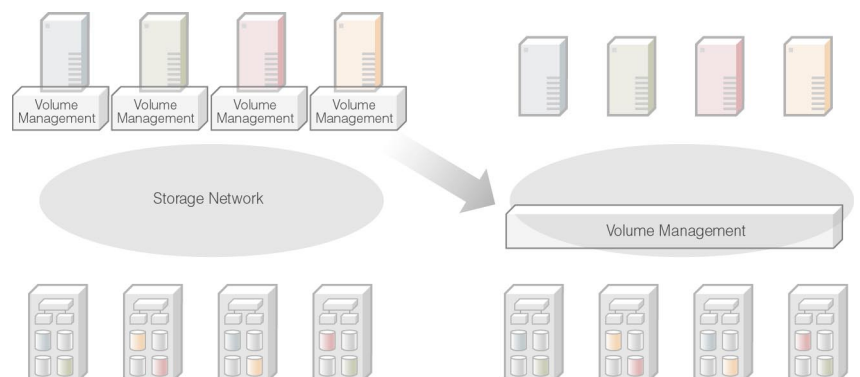 Volume
Management
Volume
Management
Volume
Management
Volume
Management
Storage Network
Volume Management